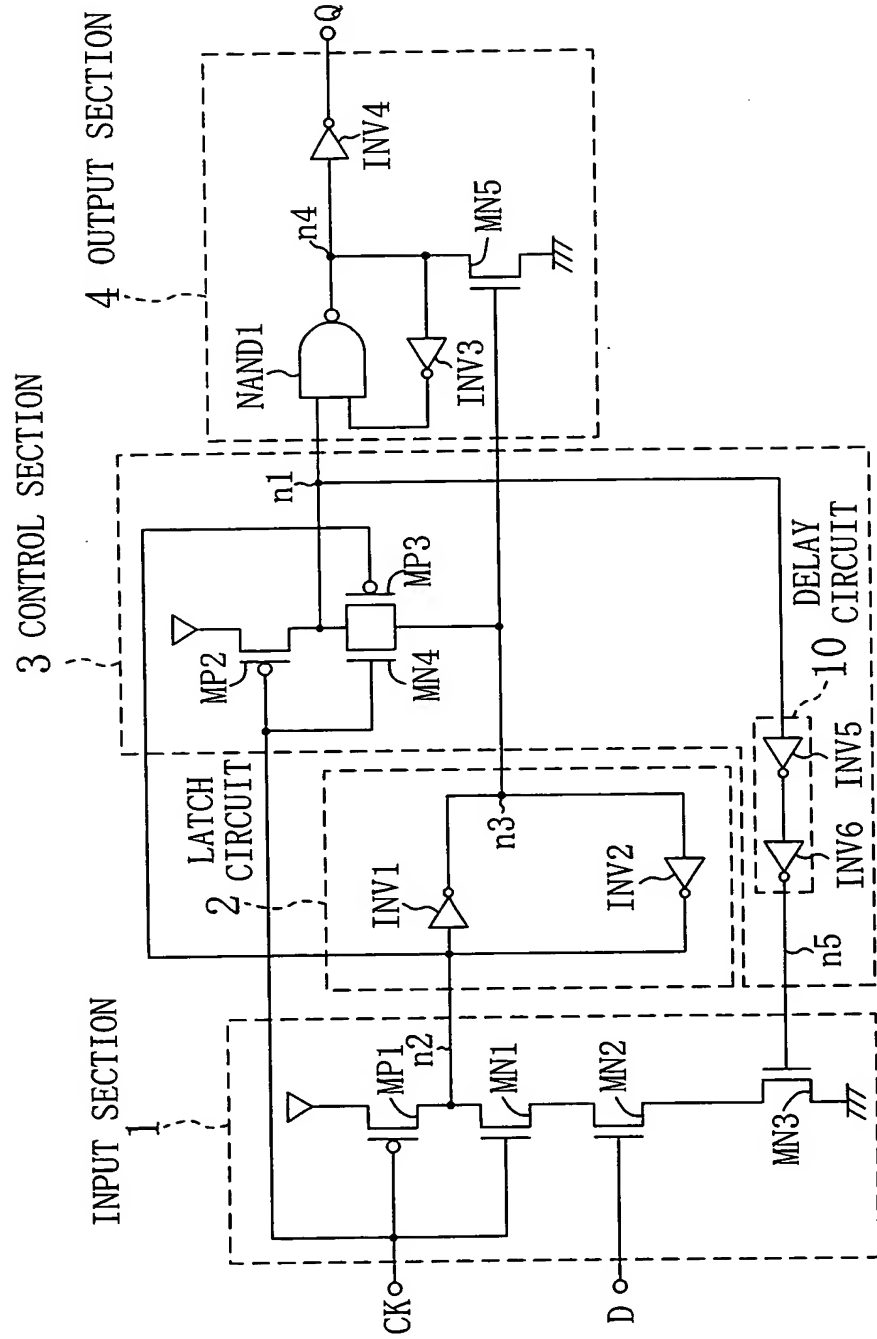 INPUT SECTION
1
CK
D
MP1
n2
MN1
MN2
MN3
LATCH
CIRCUIT
2
INV1
INV2
n3
3 CONTROL SECTION
MP2
MN4
MP3
n1
DELAY
CIRCUIT
10
INV5
INV6
n5
4 OUTPUT SECTION
NAND1
n4
INV4
INV3
MN5
Q